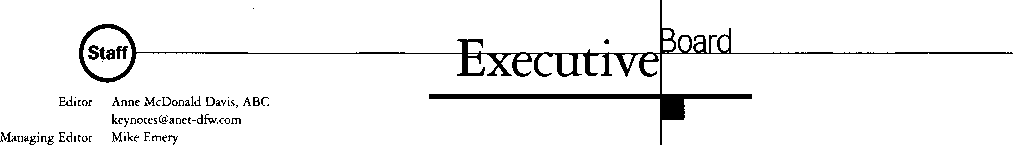 Staff
Executive Board
Editor Anne McDonald Davis, ABC
keynotes@anet-dfw.com
Managing Editor Mike Emery